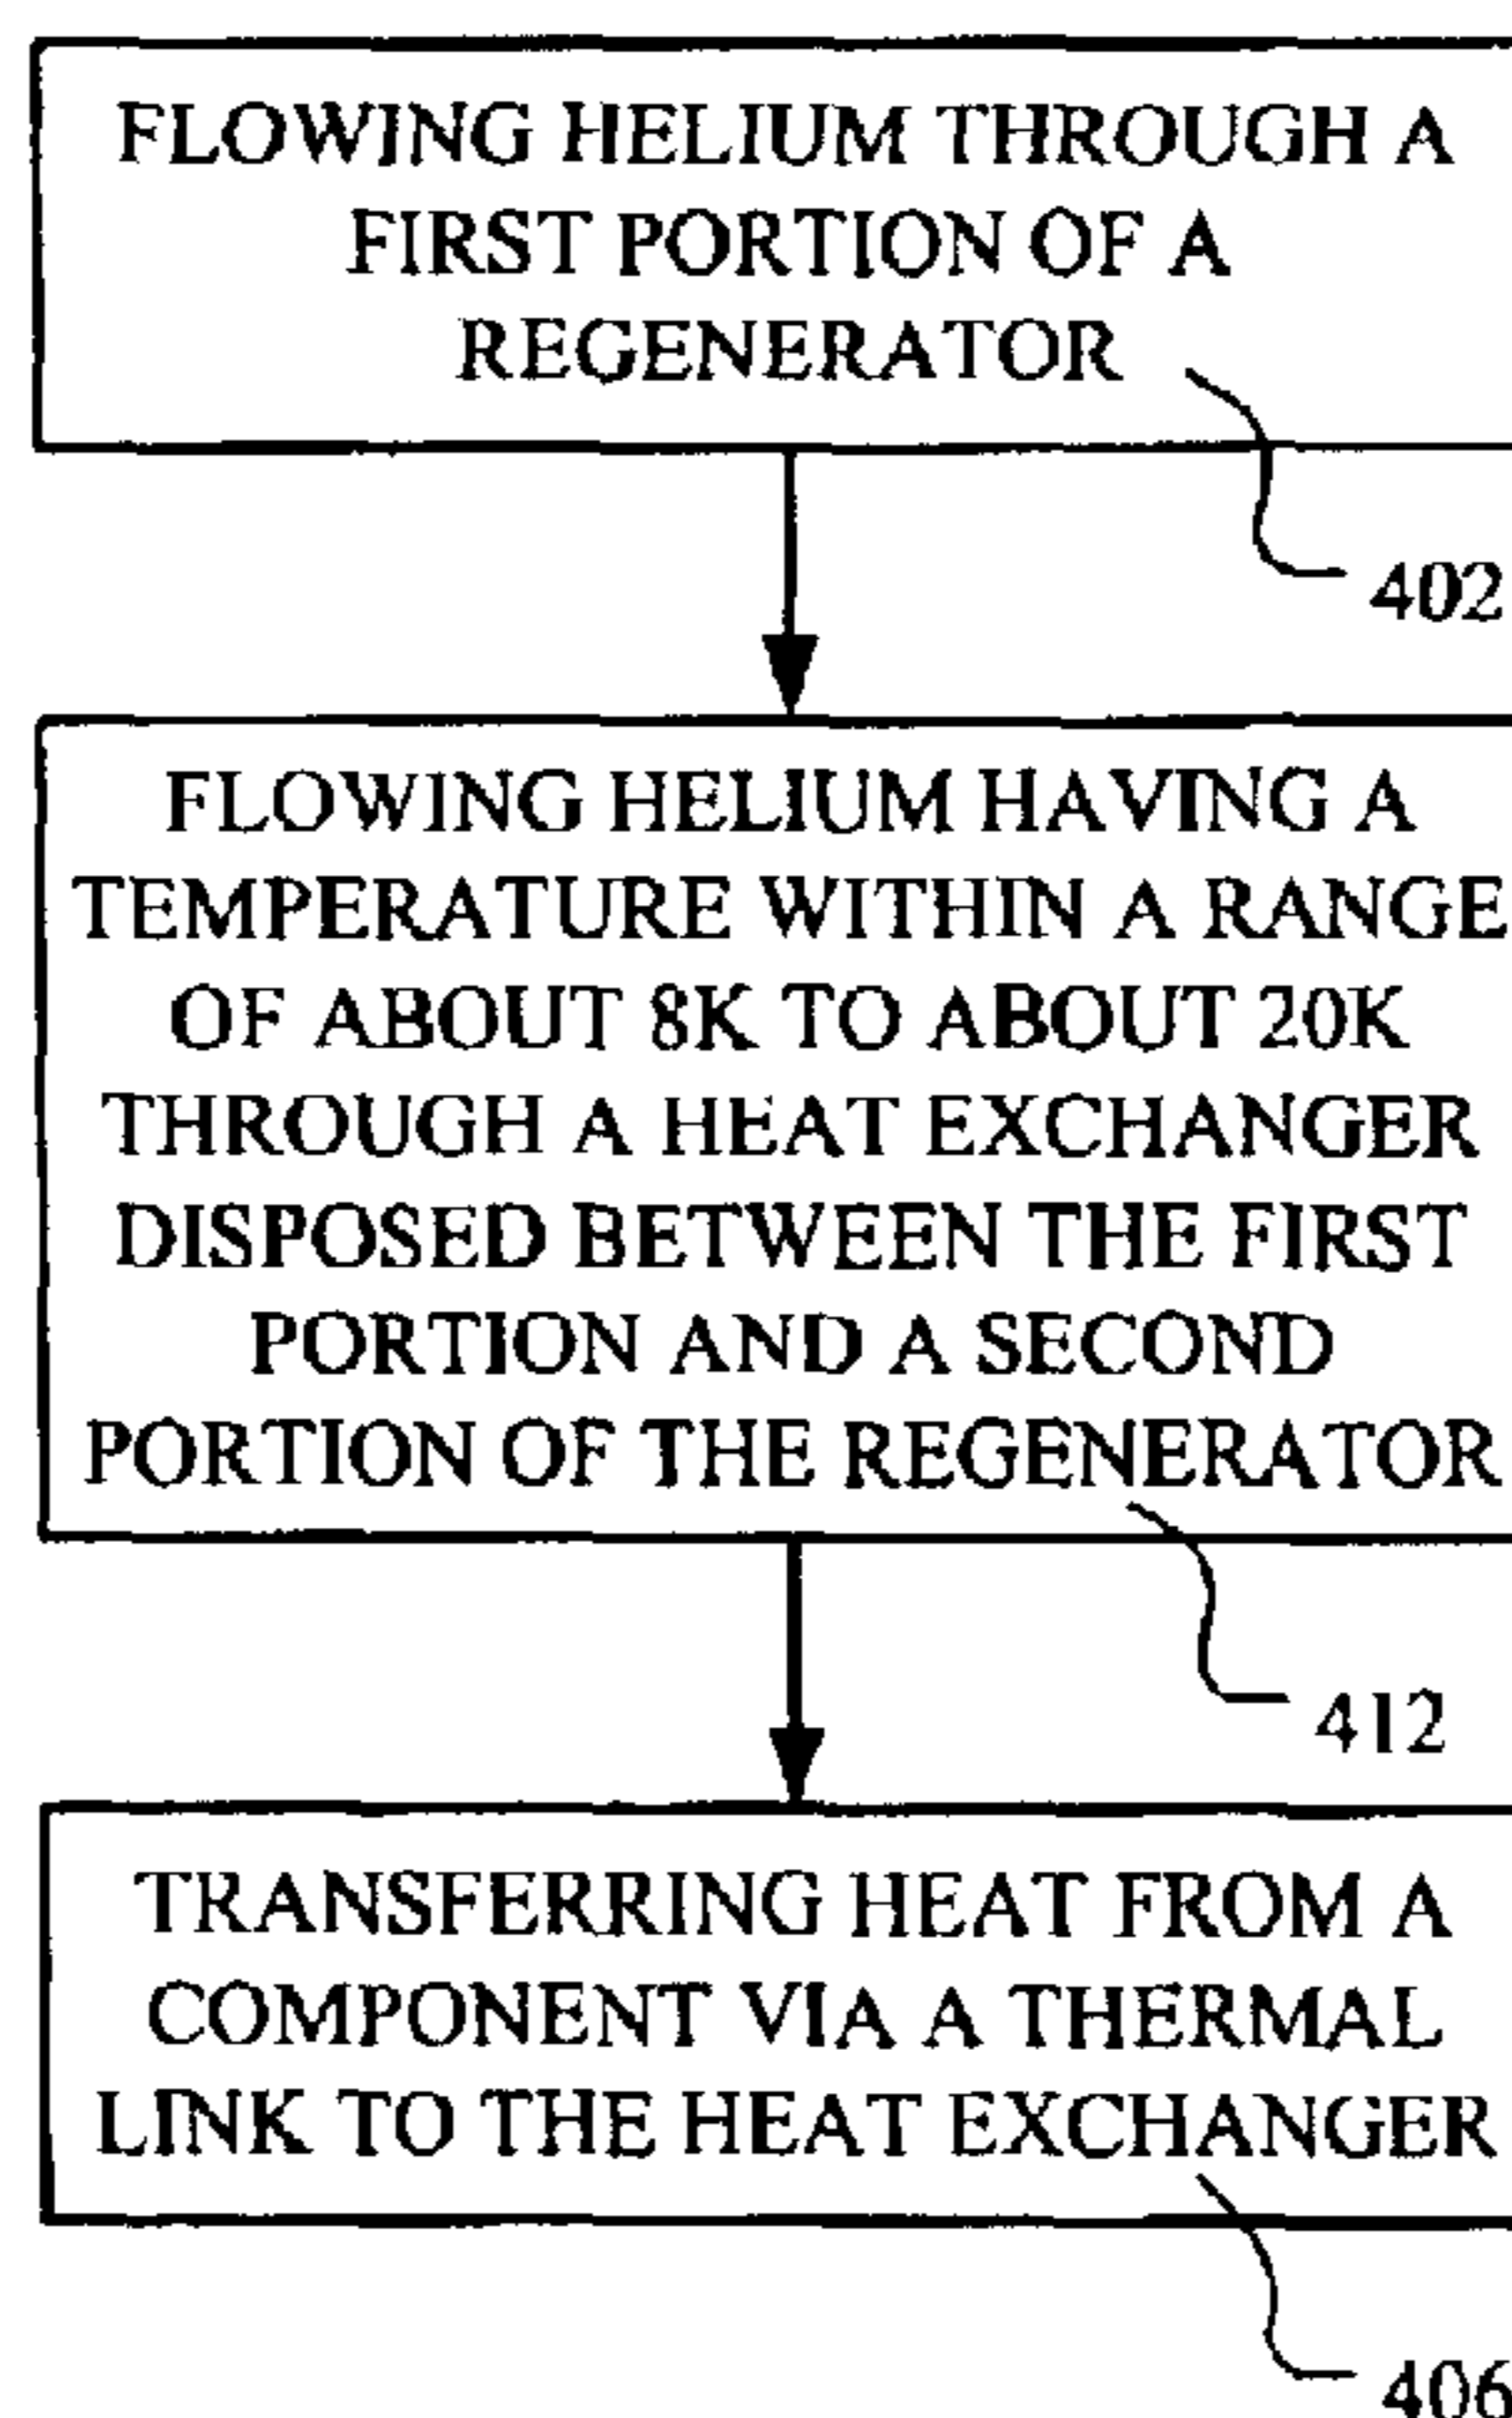 FLOWING HELIUM THROUGH A
FIRST PORTION OF A
REGENERATOR
402
FLOWING HELIUM HAVING A
TEMPERATURE WITHIN A RANGE
OF ABOUT 8K TO ABOUT 20K
THROUGH A HEAT EXCHANGER
DISPOSED BETWEEN THE FIRST
PORTION AND A SECOND
PORTION OF THE REGENERATOR
412
TRANSFERRING HEAT FROM A
COMPONENT VIA A THERMAL
LINK TO THE HEAT EXCHANGER
406